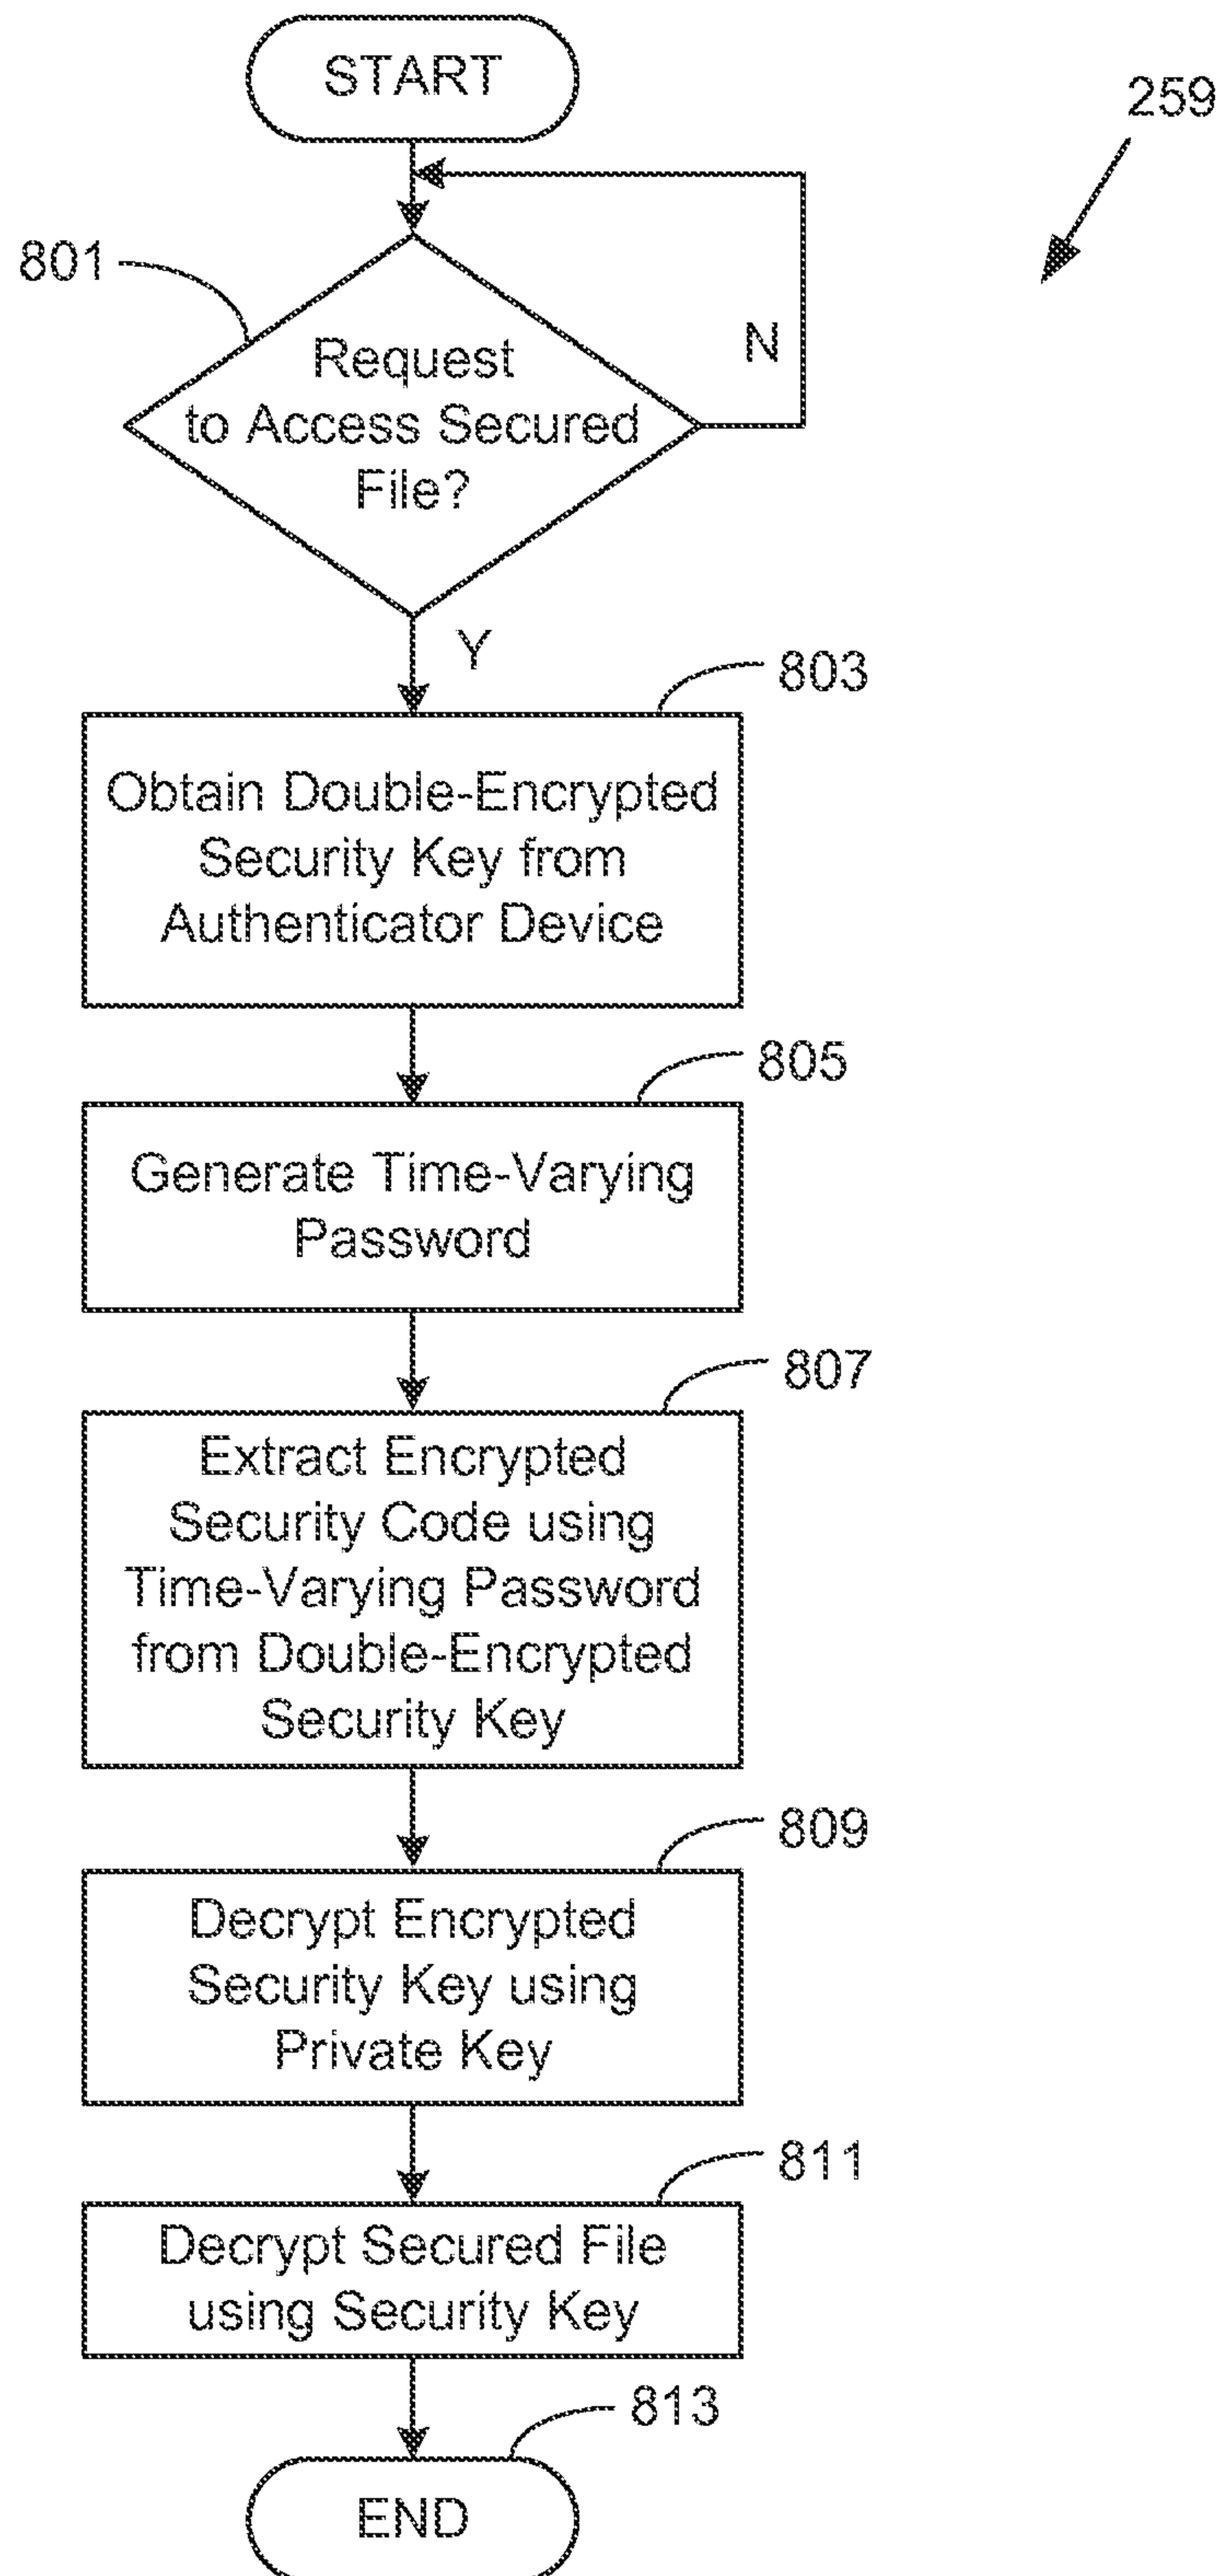 START
259
801
Request
to Access Secured
File?
N
Y
803
Obtain Double-Encrypted
Security Key from
Authenticator Device
805
Generate Time-Varying
Password
807
Extract Encrypted
Security Code using
Time-Varying Password
from Double-Encrypted
Security Key
809
Decrypt Encrypted
Security Key using
Private Key
811
Decrypt Secured File
using Security Key
813
END